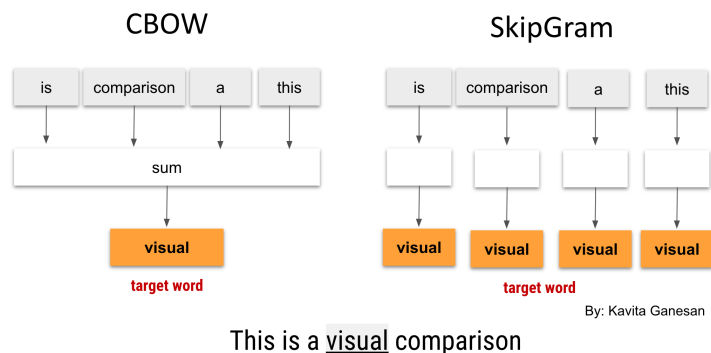 CBOW
SkipGram
is comparison a this
is comparison a this
sum
visual
visual visual visual visual
target word
target word
By: Kavita Ganesan
This is a visual comparison